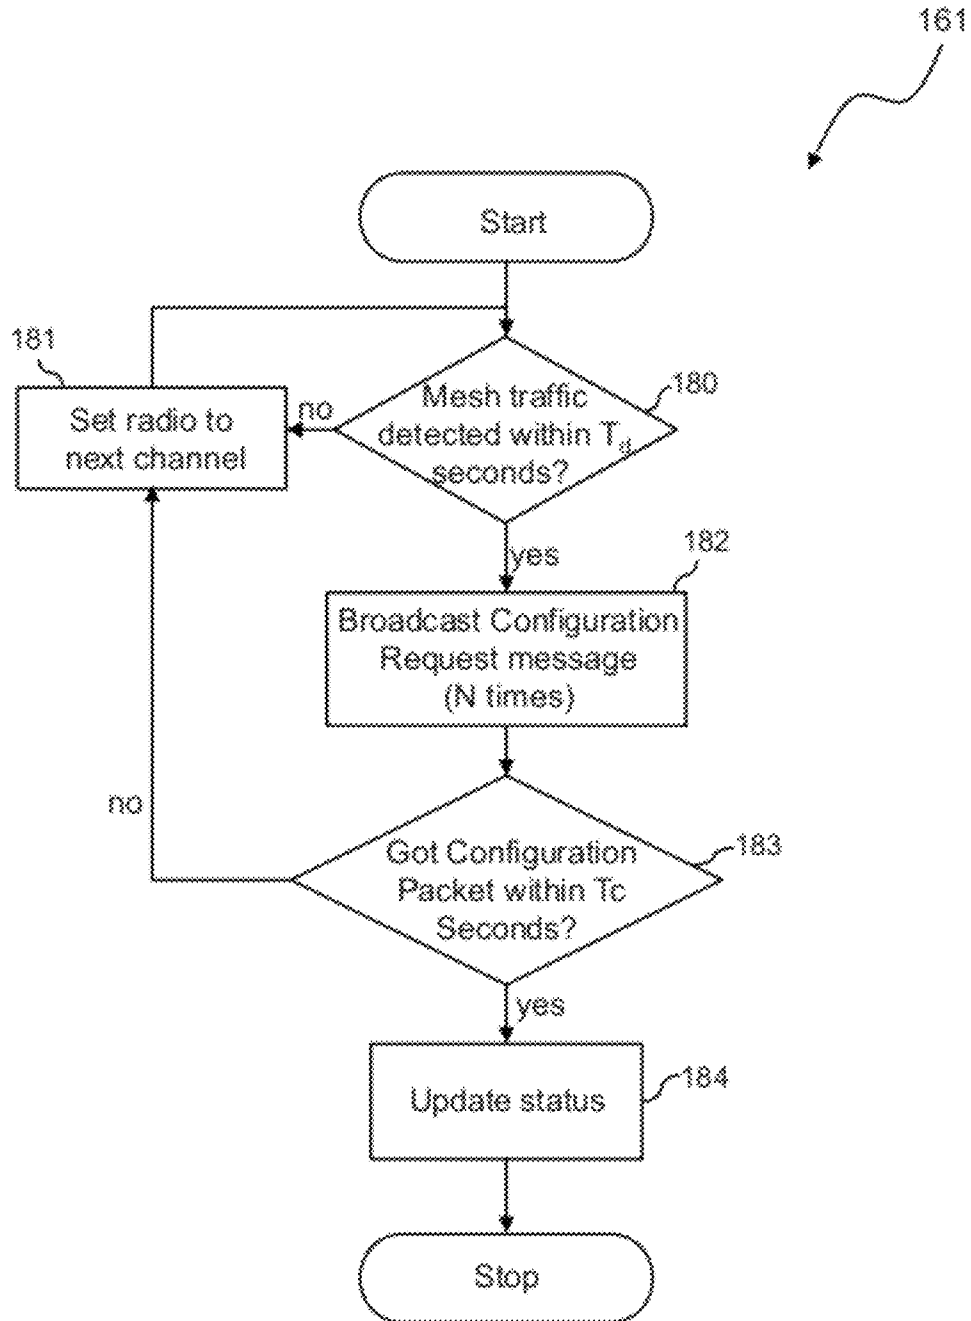 161
Start
181
Set radio to
next channel
no
Mesh traffic
detected within Td
seconds?
180
yes
182
Broadcast Configuration
Request message
(N times)
no
Got Configuration
Packet within Tc
Seconds?
183
yes
Update status
184
Stop